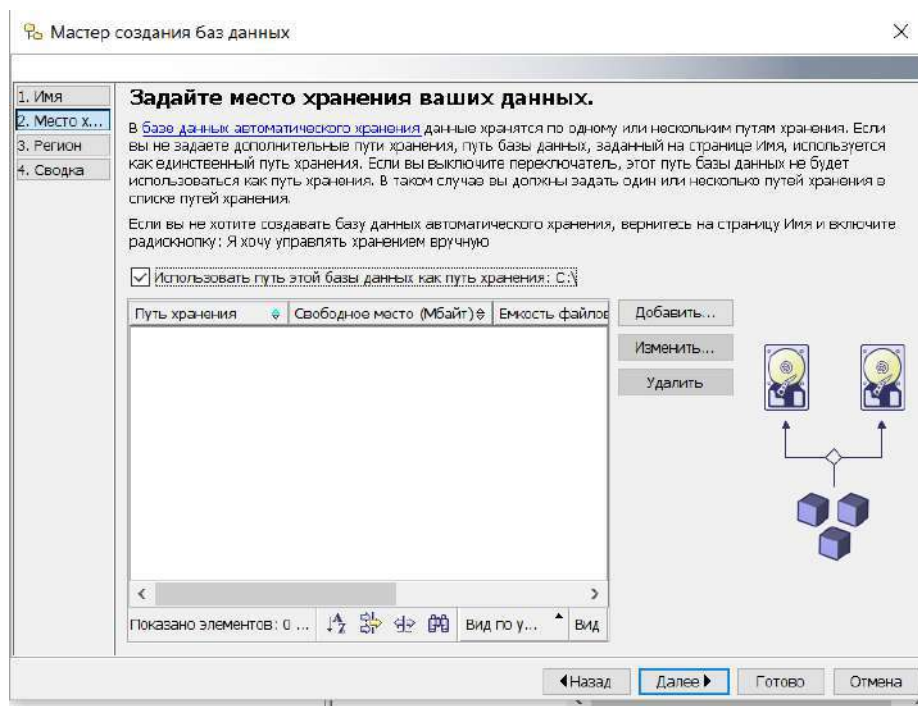 Мастер создания баз данных
1. Имя
2. Место х...
3. Регион
4. Сводка
Задайте место хранения ваших данных.
В базе данных автоматического хранения данные хранятся по одному или нескольким путям хранения. Если
вы не задаете дополнительные пути хранения, путь базы данных, заданный на странице Имя, используется
как единственный путь хранения. Если вы выключите переключатель, этот путь базы данных не будет
использоваться как путь хранения. В таком случае вы должны задать один или несколько путей хранения в
списке путей хранения.
Если вы не хотите создавать базу данных автоматического хранения, вернитесь на страницу Имя и включите
радиокнопку: Я хочу управлять хранением вручную
Использовать путь этой базы данных как путь хранения: C:\
Путь хранения Свободное место (Мбайт) Емкость файлов
Добавить...
Изменить...
Удалить
Показано элементов: 0 ... Вид по у... Вид
Назад Далее Готово Отмена